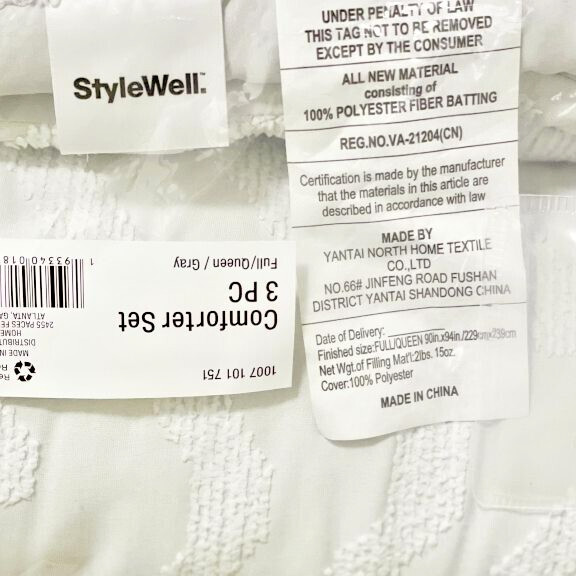 StyleWell™
UNDER PENALTY OF LAW
THIS TAG NOT TO BE REMOVED
EXCEPT BY THE CONSUMER
ALL NEW MATERIAL
consisting of
100% POLYESTER FIBER BATTING
REG.NO.VA-21204(CN)
Certification is made by the manufacturer
that the materials in this article are
described in accordance with law
MADE BY
YANTAI NORTH HOME TEXTILE
CO.,LTD
NO.66# JINFENG ROAD FUSHAN
DISTRICT YANTAI SHANDONG CHINA
Date of Delivery:
Finished size:FULL/QUEEN 90in.x94in./229cmx239cm
Net Wgt.of Filling Mat'l:2lbs. 15oz.
Cover:100% Polyester
MADE IN CHINA
1007 101 751
Comforter Set
3 PC
Full/Queen / Gray
MADE IN
DISTRIBUT
HOME
2455 PACES FE
ATLANTA, GA
1 93340 018